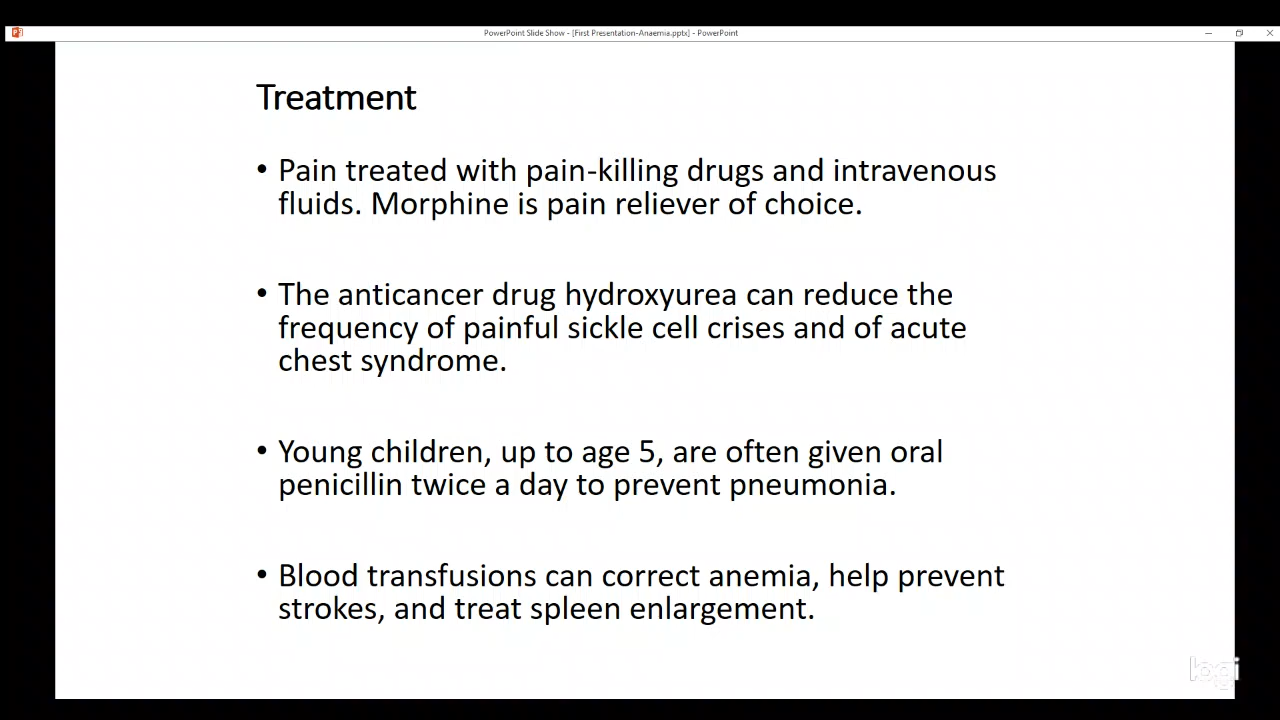 PowerPoint Slide Show - [First Presentation-Anaemia.pptx] - PowerPoint
Treatment
• Pain treated with pain-killing drugs and intravenous
fluids. Morphine is pain reliever of choice.
• The anticancer drug hydroxyurea can reduce the
frequency of painful sickle cell crises and of acute
chest syndrome.
• Young children, up to age 5, are often given oral
penicillin twice a day to prevent pneumonia.
• Blood transfusions can correct anemia, help prevent
strokes, and treat spleen enlargement.
logi